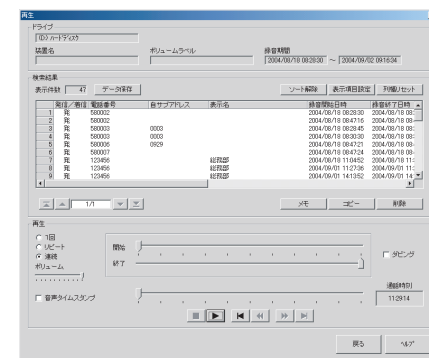 再生
ドライブ
(D:) ハードディスク
装置名 ボリュームラベル 録音期間
2004/08/18 08:28:30 ～ 2004/09/02 09:16:34
検索結果
表示件数 47 データ保存 ソート解除 表示項目設定 列幅リセット
発信／着信 電話番号 自サブアドレス 表示名 録音開始日時 録音終了日時
1 発 580002 2004/08/18 08:28:30 2004/08/18 08:
2 発 580002 2004/08/18 08:47:16 2004/08/18 08:
3 発 580003 0003 2004/08/18 08:28:45 2004/08/18 08:
4 発 580003 0003 2004/08/18 08:30:30 2004/08/18 08:
5 発 580006 0929 2004/08/18 08:47:21 2004/08/18 08:
6 発 580007 2004/08/18 08:47:24 2004/08/18 08:
7 発 123456 総務部 2004/08/18 11:04:52 2004/08/18 11:
8 発 123456 総務部 2004/09/01 11:27:36 2004/09/01 11:
9 発 123456 総務部 2004/09/01 14:13:52 2004/09/01 14:
1/1 メモ コピー 削除
再生
1回
リピート
連続
ボリューム
開始
終了
ダビング
音声タイムスタンプ
通話時刻
11:29:14
戻る ヘルプ